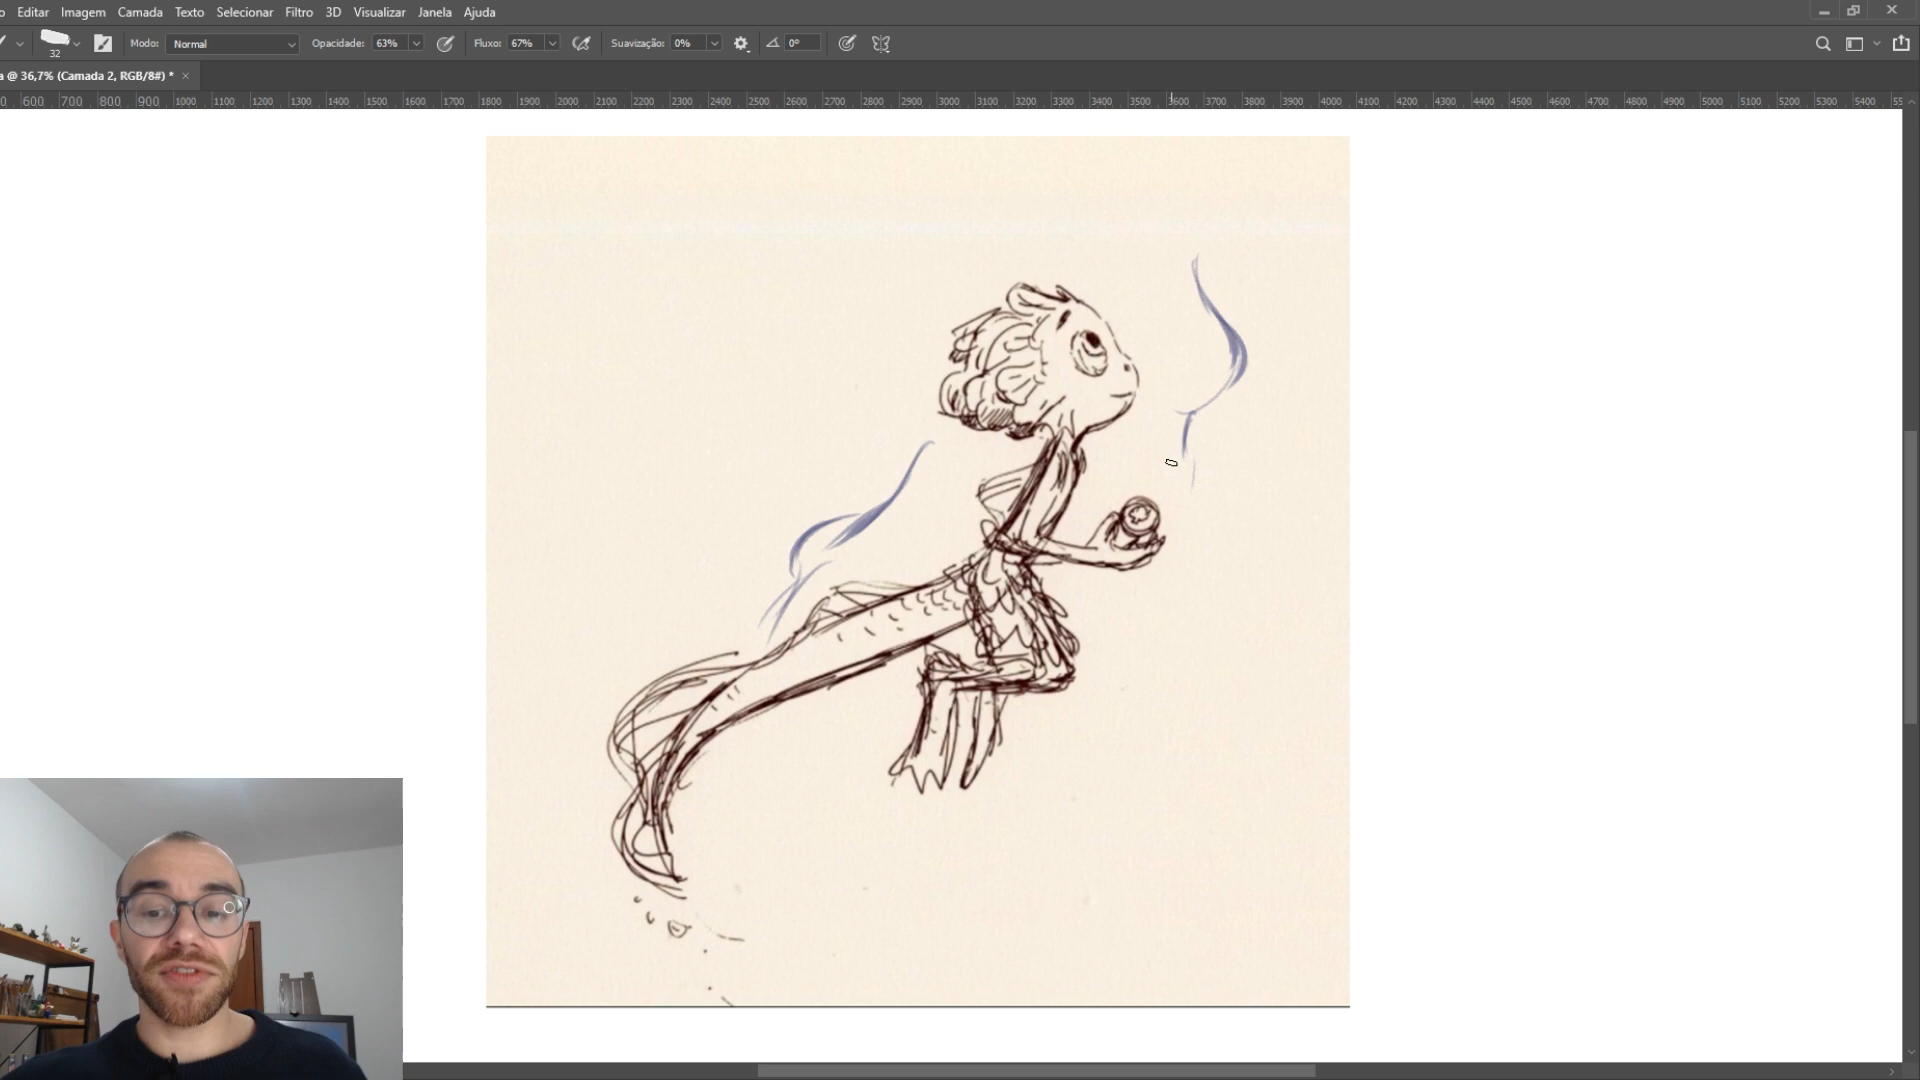 Editar Imagem Camada Texto Selecionar Filtro 3D Visualizar Janela Ajuda
32 Modo: Normal Opacidade: 63% Fluxo: 67% Suavização: 0% 0°
a @ 36,7% (Camada 2, RGB/8#) * ×
0 600 700 800 900 1000 1100 1200 1300 1400 1500 1600 1700 1800 1900 2000 2100 2200 2300 2400 2500 2600 2700 2800 2900 3000 3100 3200 3300 3400 3500 3600 3700 3800 3900 4000 4100 4200 4300 4400 4500 4600 4700 4800 4900 5000 5100 5200 5300 5400 55